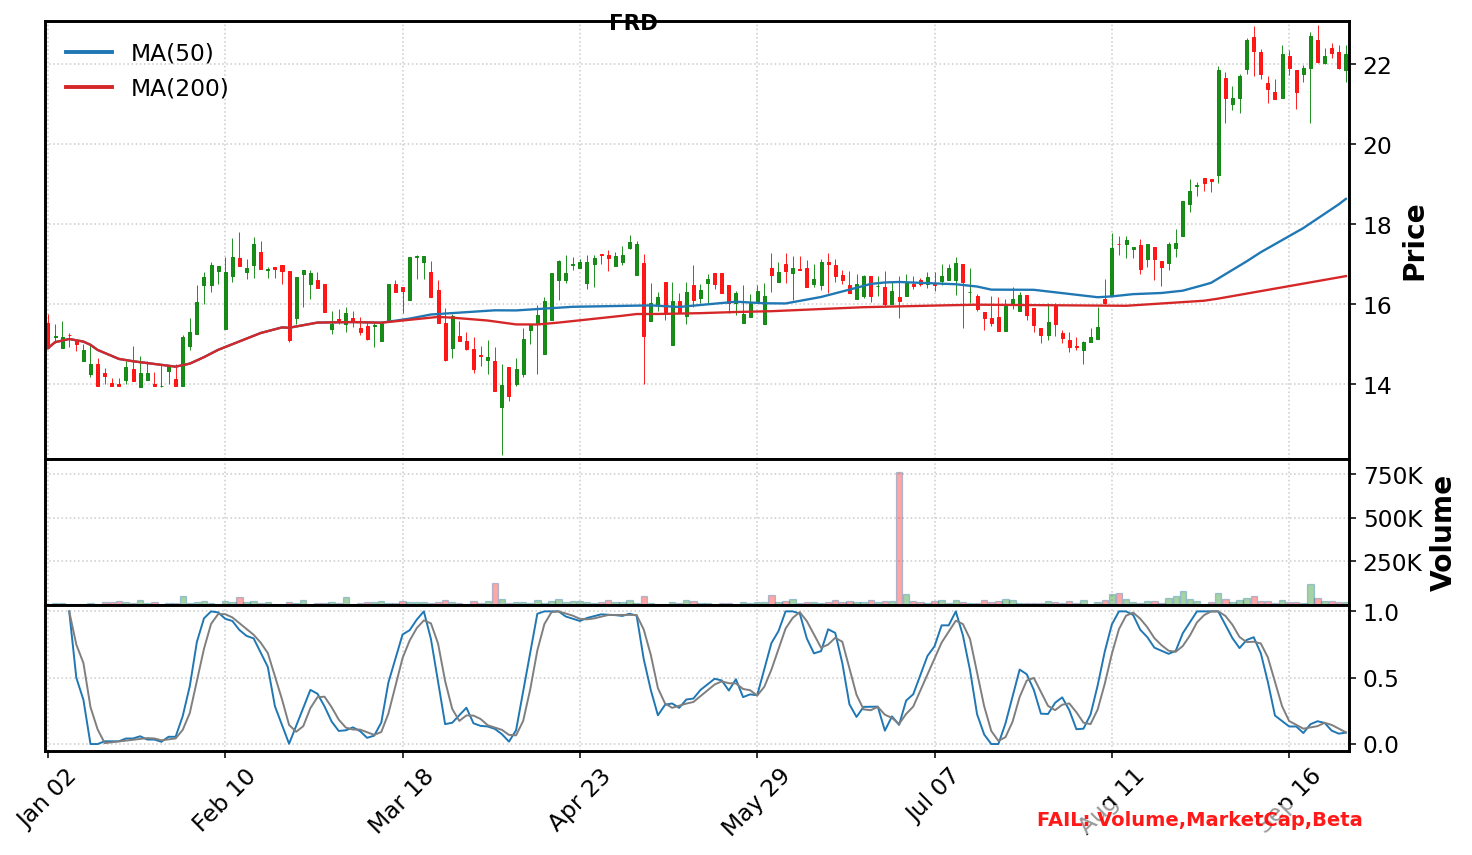 FRD
MA(50)
MA(200)
22
20
18
16
14
Price
750K
500K
250K
Volume
1.0
0.5
0.0
Jan 02
Feb 10
Mar 18
Apr 23
May 29
Jul 07
Aug 11
Sep 16
FAIL: Volume,MarketCap,Beta